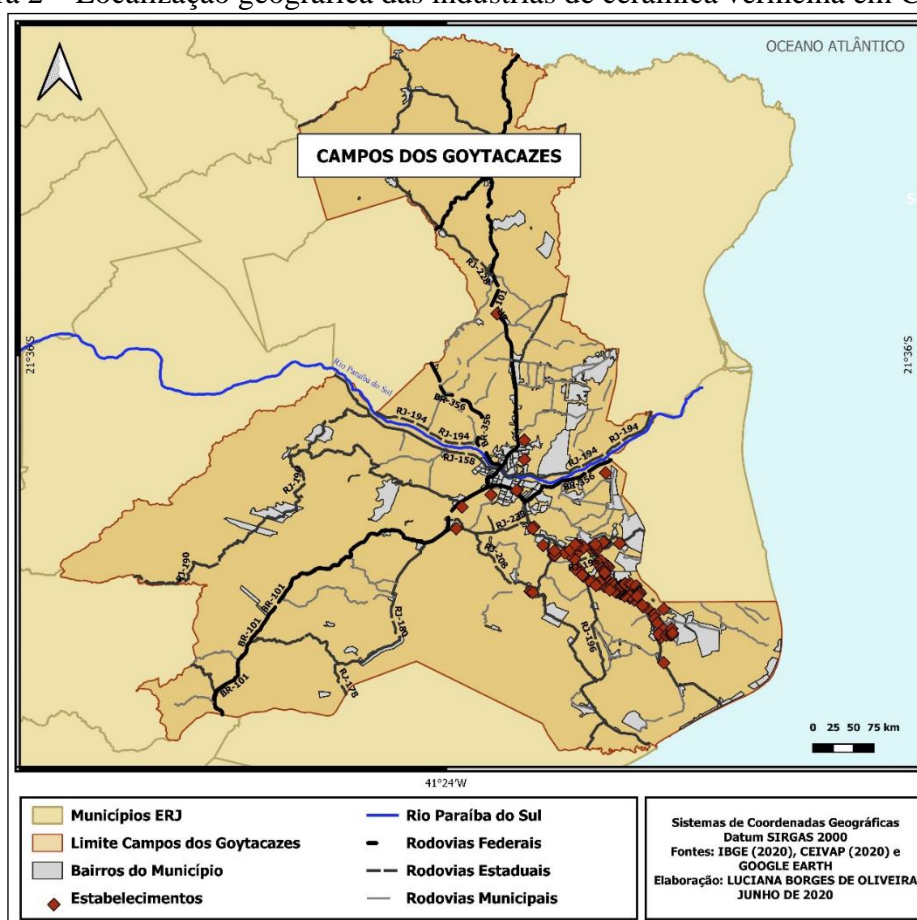 OCEANO ATLÂNTICO
CAMPOS DOS GOYTACAZES
RJ-228
101
21°36'S
21°36'S
Rio Paraíba do Sul
BR-356
RJ-194
RJ-194
BR-356
RJ-158
RJ-194
RJ-194
BR-356
RJ-190
RJ-208
RJ-190
BR-101
RJ-180
RJ-196
BR-101
BR-101
RJ-178
0 25 50 75 km
41°24'W
Municípios ERJ
Limite Campos dos Goytacazes
Bairros do Município
Estabelecimentos
Rio Paraíba do Sul
Rodovias Federais
Rodovias Estaduais
Rodovias Municipais
Sistemas de Coordenadas Geográficas
Datum SIRGAS 2000
Fontes: IBGE (2020), CEIVAP (2020) e
GOOGLE EARTH
Elaboração: LUCIANA BORGES DE OLIVEIRA
JUNHO DE 2020